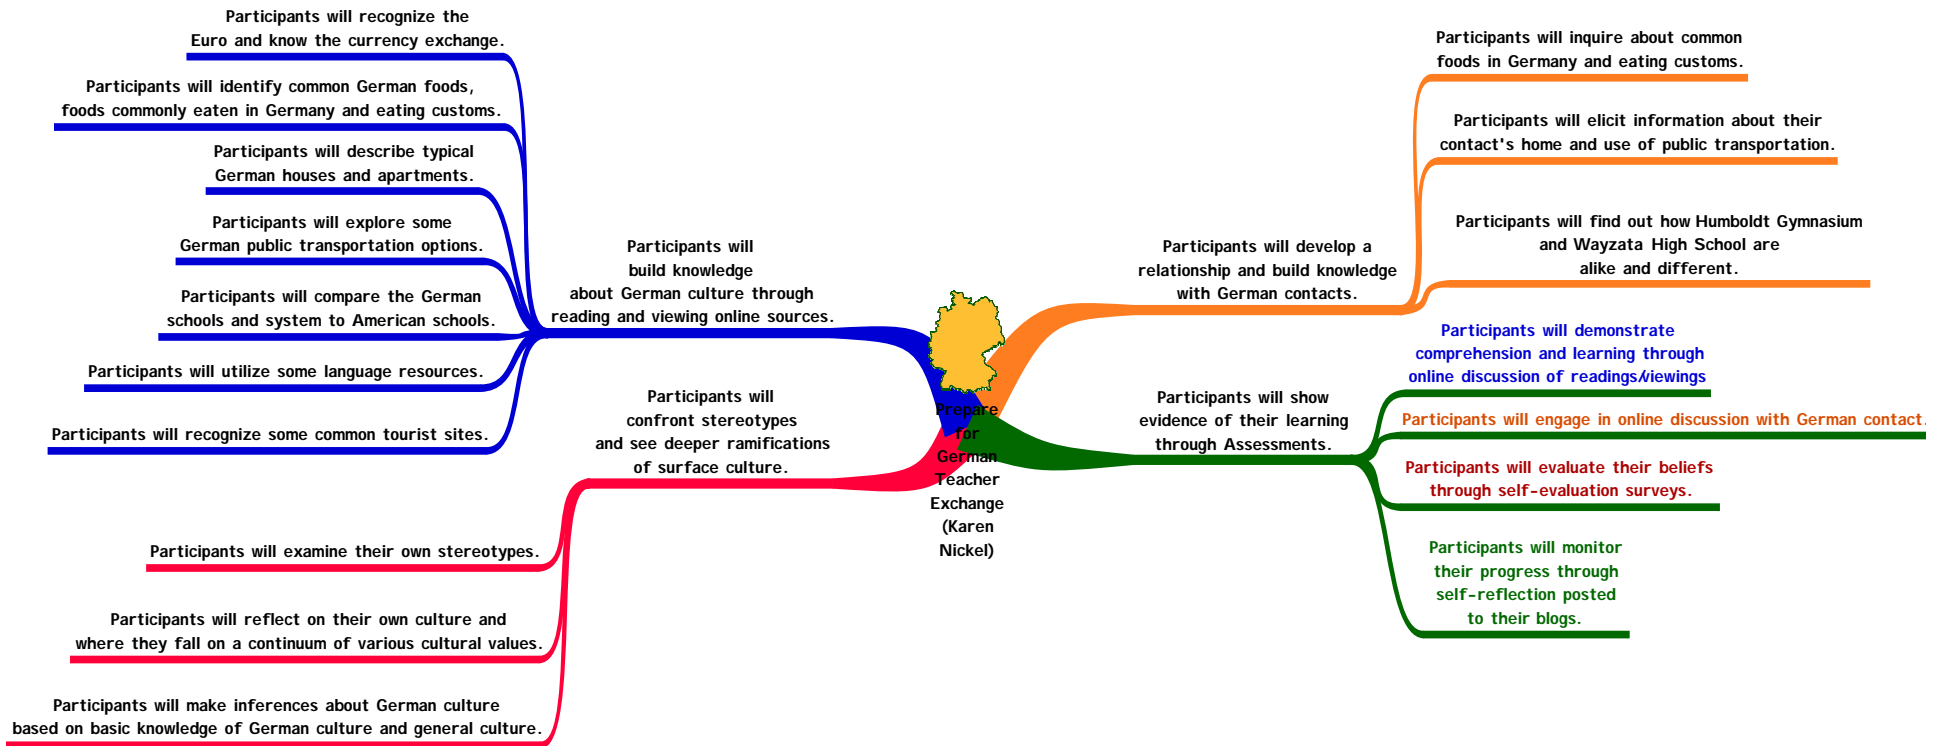 Participants will recognize the
Euro and know the currency exchange.
Participants will identify common German foods,
foods commonly eaten in Germany and eating customs.
Participants will describe typical
German houses and apartments.
Participants will explore some
German public transportation options.
Participants will compare the German
schools and system to American schools.
Participants will utilize some language resources.
Participants will recognize some common tourist sites.
Participants will
build knowledge
about German culture through
reading and viewing online sources.
Participants will
confront stereotypes
and see deeper ramifications
of surface culture.
Participants will examine their own stereotypes.
Participants will reflect on their own culture and
where they fall on a continuum of various cultural values.
Participants will make inferences about German culture
based on basic knowledge of German culture and general culture.
Prepare
for
German
Teacher
Exchange
(Karen
Nickel)
Participants will develop a
relationship and build knowledge
with German contacts.
Participants will inquire about common
foods in Germany and eating customs.
Participants will elicit information about their
contact's home and use of public transportation.
Participants will find out how Humboldt Gymnasium
and Wayzata High School are
alike and different.
Participants will show
evidence of their learning
through Assessments.
Participants will demonstrate
comprehension and learning through
online discussion of readings/viewings
Participants will engage in online discussion with German contact.
Participants will evaluate their beliefs
through self-evaluation surveys.
Participants will monitor
their progress through
self-reflection posted
to their blogs.